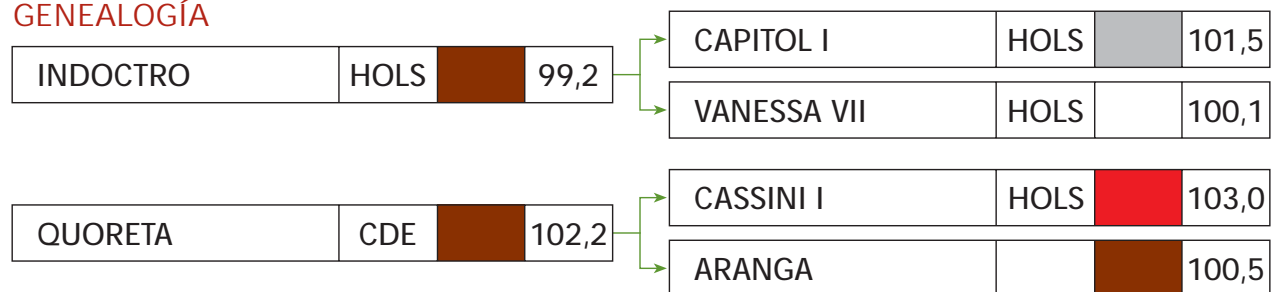 GENEALOGÍA
INDOCTRO HOLS 99,2
CAPITOL I HOLS 101,5
VANESSA VII HOLS 100,1
QUORETA CDE 102,2
CASSINI I HOLS 103,0
ARANGA 100,5